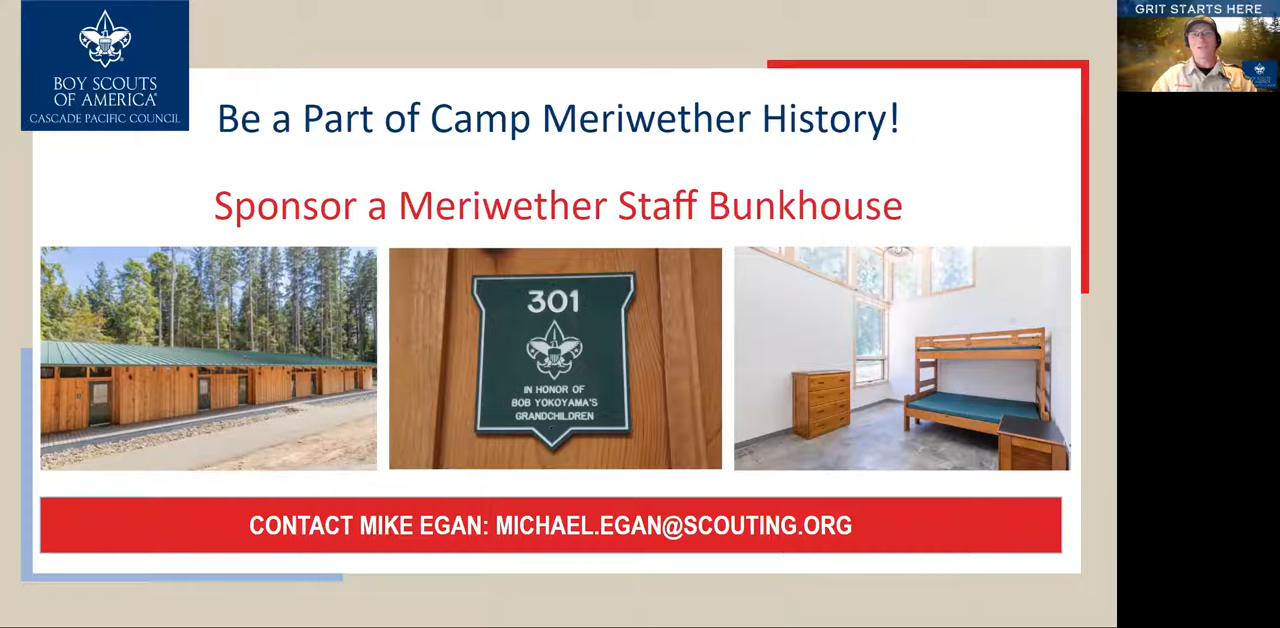 BOY SCOUTS
OF AMERICA®
CASCADE PACIFIC COUNCIL
Be a Part of Camp Meriwether History!
Sponsor a Meriwether Staff Bunkhouse
301
IN HONOR OF
BOB YOKOYAMA'S
GRANDCHILDREN
CONTACT MIKE EGAN: MICHAEL.EGAN@SCOUTING.ORG
GRIT STARTS HERE